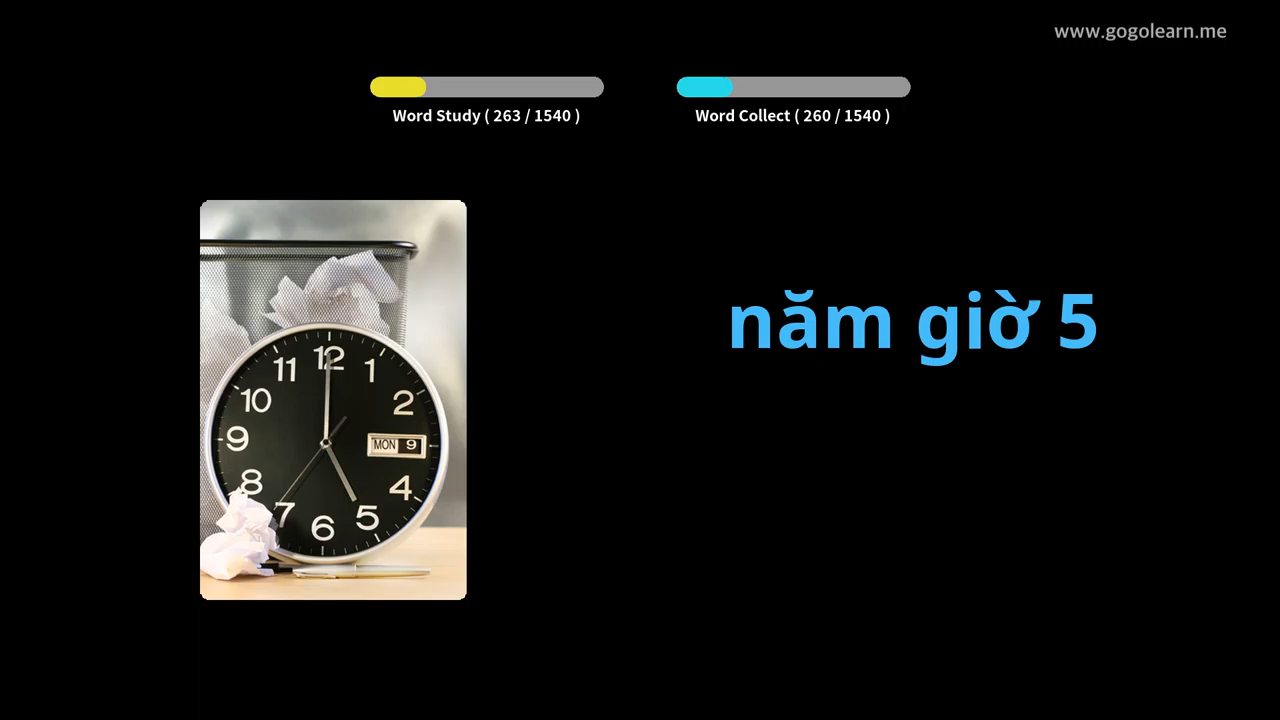 www.gogolearn.me
Word Study ( 263 / 1540 )
Word Collect ( 260 / 1540 )
năm giờ 5
12
11 1
10 2
9 MON 9
8 4
7 5
6